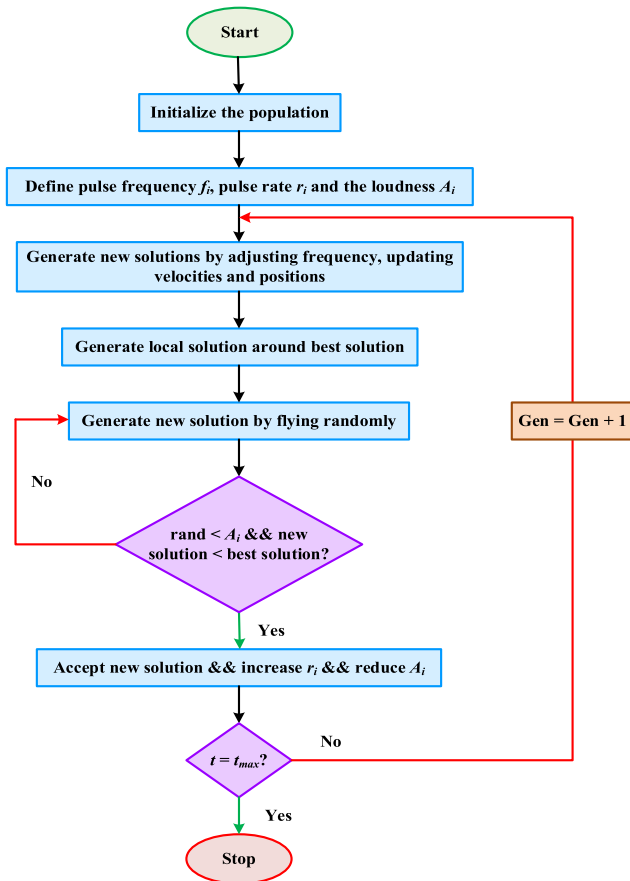 Start
Initialize the population
Define pulse frequency fi, pulse rate ri and the loudness Ai
Generate new solutions by adjusting frequency, updating
velocities and positions
Generate local solution around best solution
Generate new solution by flying randomly
Gen = Gen + 1
No
rand < Ai && new
solution < best solution?
Yes
Accept new solution && increase ri && reduce Ai
No
t = tmax?
Yes
Stop